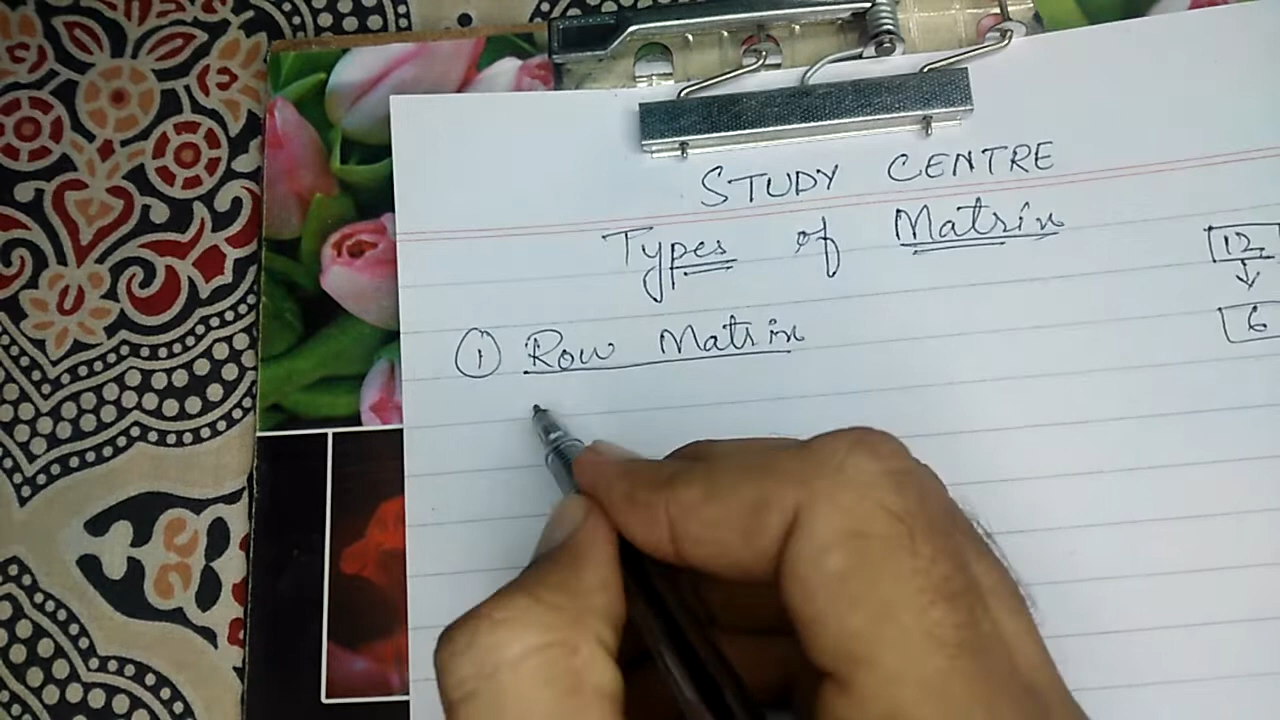 STUDY CENTRE
Types of Matrix
12
① Row Matrix
6